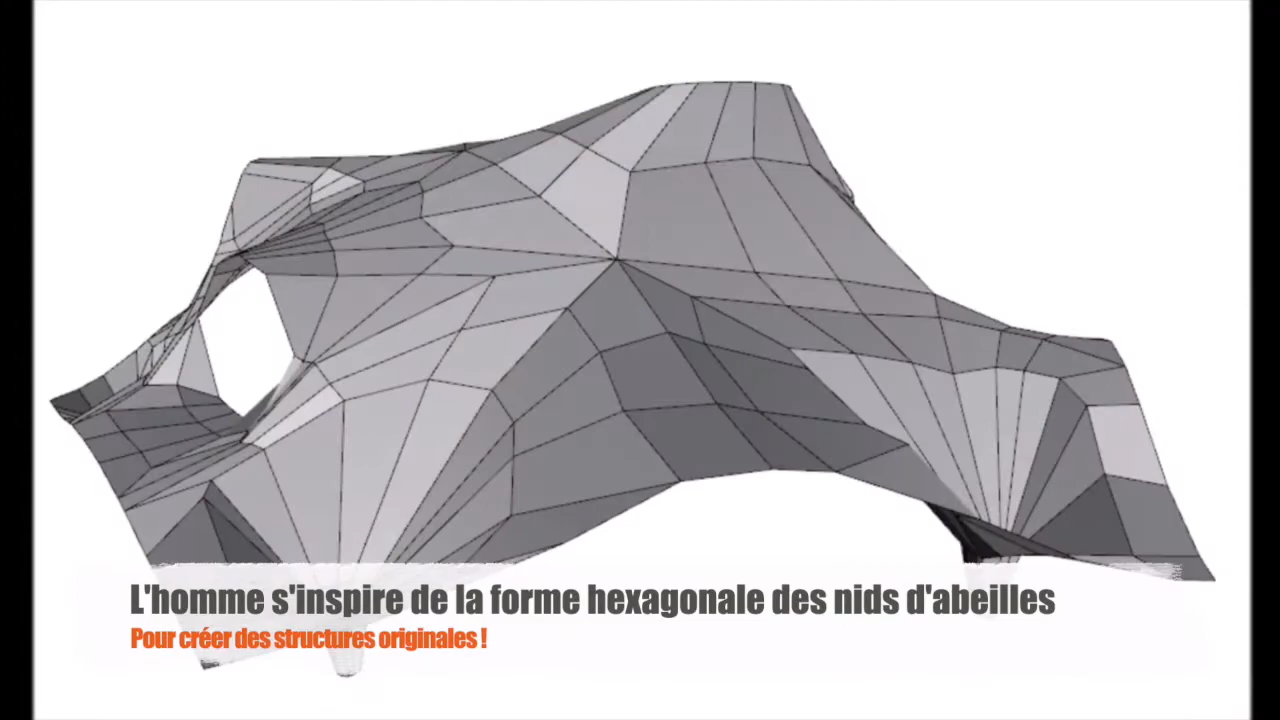 L'homme s'inspire de la forme hexagonale des nids d'abeilles
Pour créer des structures originales !